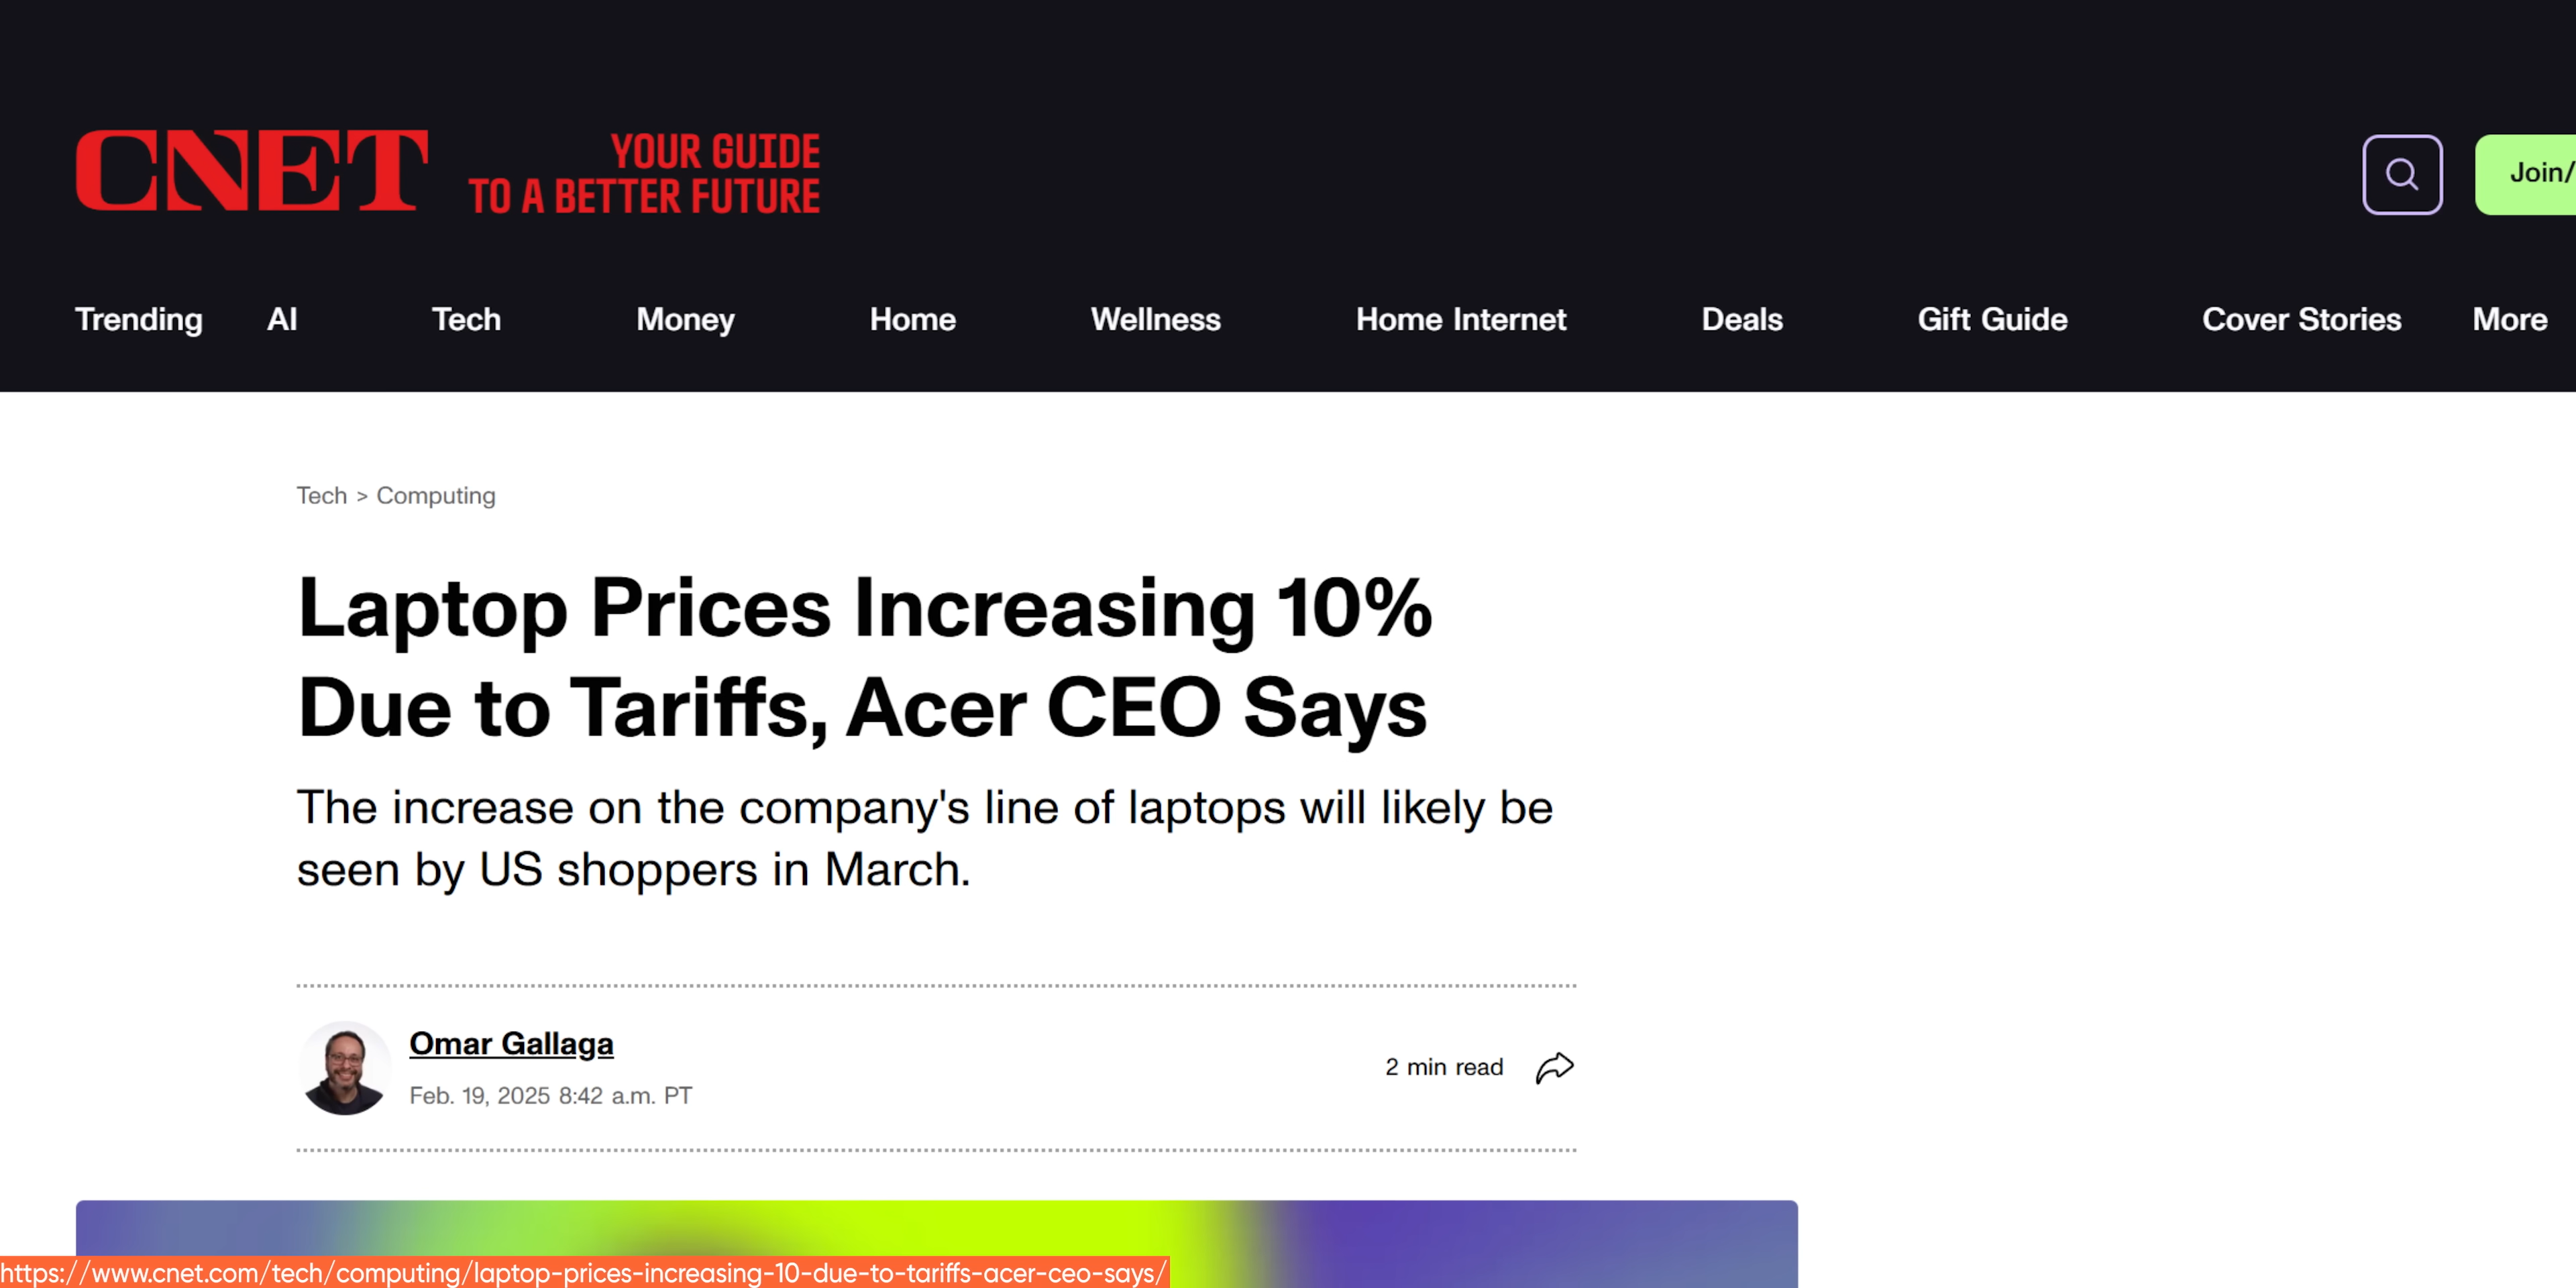 CNET
YOUR GUIDE
TO A BETTER FUTURE
Join/
Trending AI Tech Money Home Wellness Home Internet Deals Gift Guide Cover Stories More
Tech > Computing
Laptop Prices Increasing 10%
Due to Tariffs, Acer CEO Says
The increase on the company's line of laptops will likely be
seen by US shoppers in March.
Omar Gallaga
Feb. 19, 2025 8:42 a.m. PT
2 min read
https://www.cnet.com/tech/computing/laptop-prices-increasing-10-due-to-tariffs-acer-ceo-says/